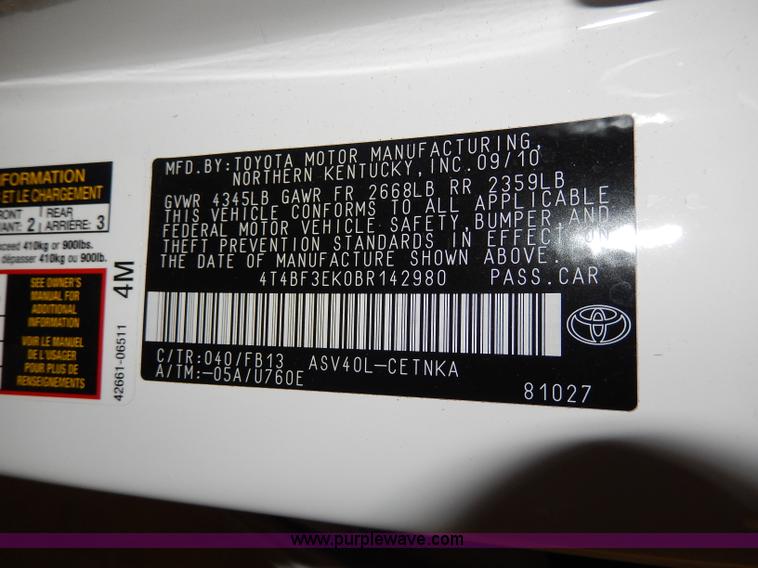 NFORMATION
ET LE CHARGEMENT
RONT
ANT: 2
REAR
ARRIÈRE: 3
xceed 410kg or 900lbs.
dépasser 410kg ou 900lb.
SEE OWNER'S
MANUAL FOR
ADDITIONAL
INFORMATION
VOIR LE MANUEL
DE L'USAGER
POUR PLUS DE
RENSEIGNEMENTS
4M
42661-06511
MFD.BY:TOYOTA MOTOR MANUFACTURING,
NORTHERN KENTUCKY,INC.09/10
GVWR 4345LB GAWR FR 2668LB RR 2359LB
THIS VEHICLE CONFORMS TO ALL APPLICABLE
FEDERAL MOTOR VEHICLE SAFETY,BUMPER AND
THEFT PREVENTION STANDARDS IN EFFECT ON
THE DATE OF MANUFACTURE SHOWN ABOVE.
4T4BF3EK0BR142980 PASS.CAR
C/TR:040/FB13 ASV40L-CETNKA
A/TM:-05A/U760E
81027
www.purplewave.com